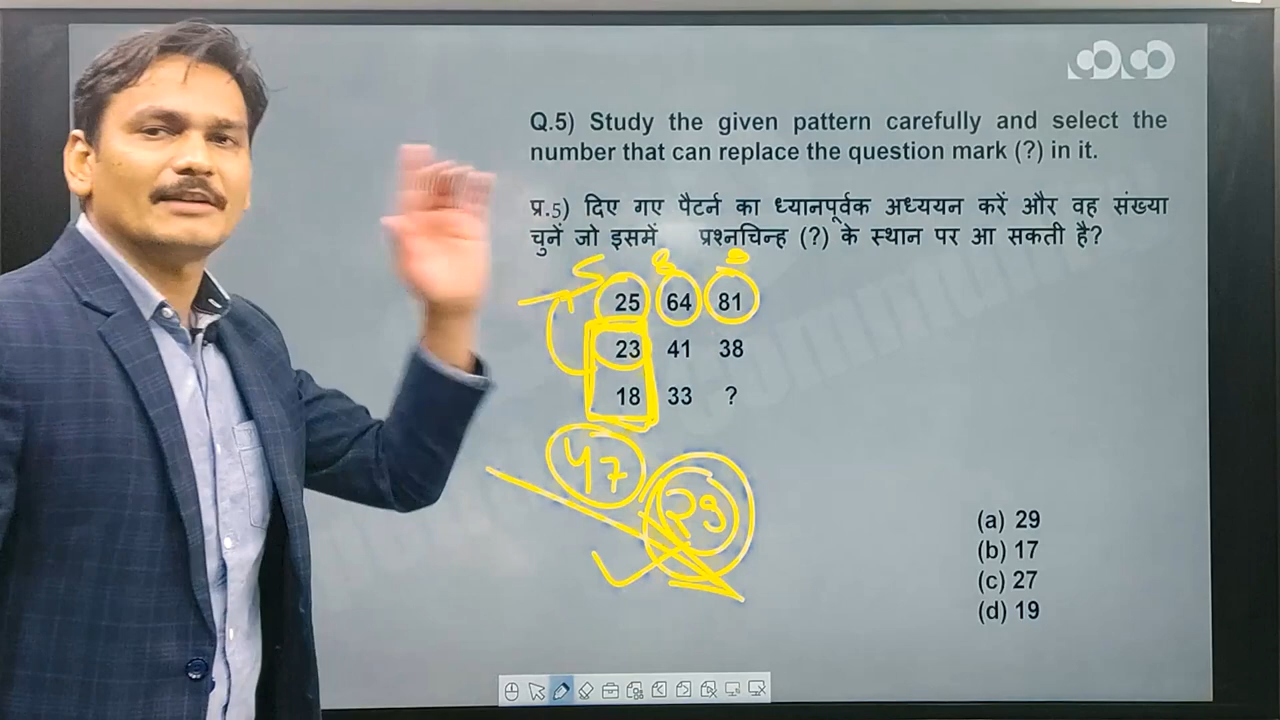 Q.5) Study the given pattern carefully and select the
number that can replace the question mark (?) in it.
प्र.5) दिए गए पैटर्न का ध्यानपूर्वक अध्ययन करें और वह संख्या
चुनें जो इसमें प्रश्नचिन्ह (?) के स्थान पर आ सकती है?
5 8
25 64 81
23 41 38
18 33 ?
47
29
(a) 29
(b) 17
(c) 27
(d) 19